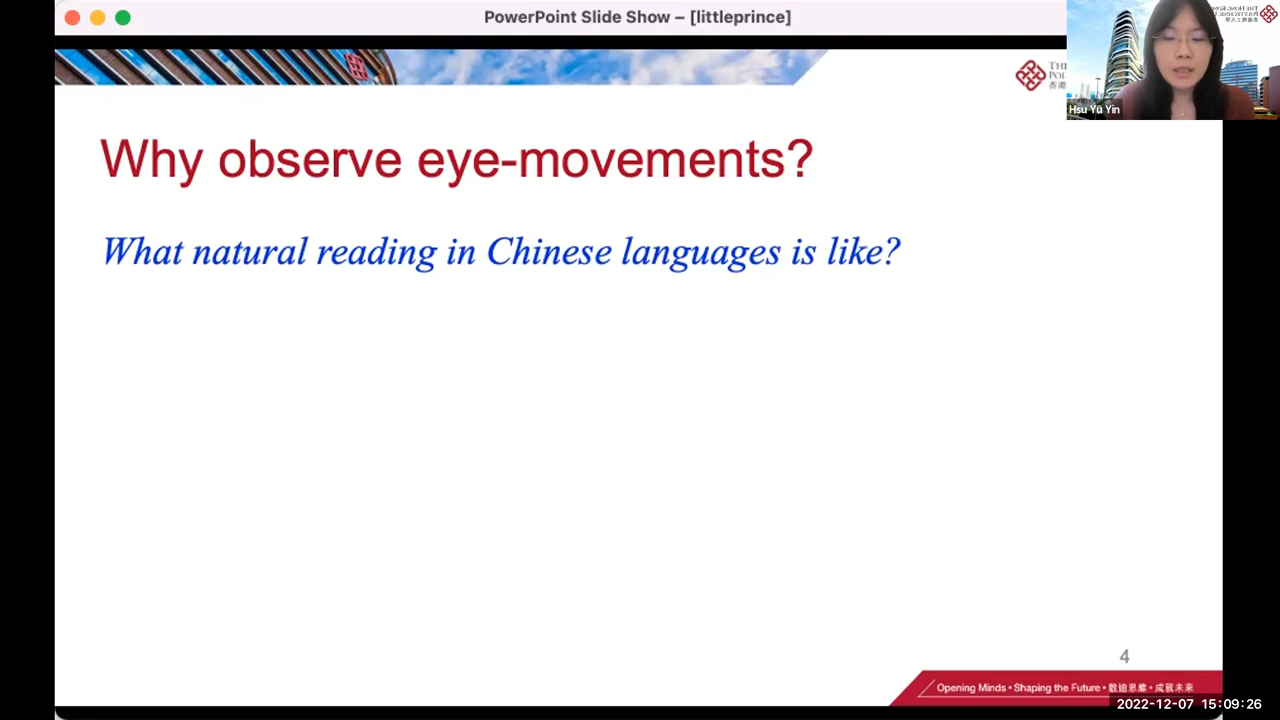 PowerPoint Slide Show – [littleprince]
Hsu Yu Yin
Why observe eye-movements?
What natural reading in Chinese languages is like?
4
Opening Minds • Shaping the Future • 啟迪思維 • 成就未來
2022-12-07 15:09:26